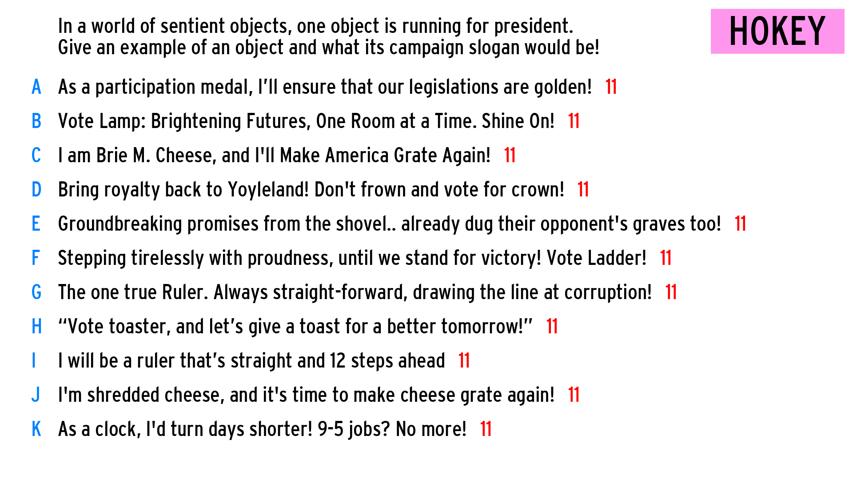 In a world of sentient objects, one object is running for president.
Give an example of an object and what its campaign slogan would be!
HOKEY
A As a participation medal, I'll ensure that our legislations are golden! 11
B Vote Lamp: Brightening Futures, One Room at a Time. Shine On! 11
C I am Brie M. Cheese, and I'll Make America Grate Again! 11
D Bring royalty back to Yoyleland! Don't frown and vote for crown! 11
E Groundbreaking promises from the shovel.. already dug their opponent's graves too! 11
F Stepping tirelessly with proudness, until we stand for victory! Vote Ladder! 11
G The one true Ruler. Always straight-forward, drawing the line at corruption! 11
H “Vote toaster, and let's give a toast for a better tomorrow!” 11
I I will be a ruler that's straight and 12 steps ahead 11
J I'm shredded cheese, and it's time to make cheese grate again! 11
K As a clock, I'd turn days shorter! 9-5 jobs? No more! 11